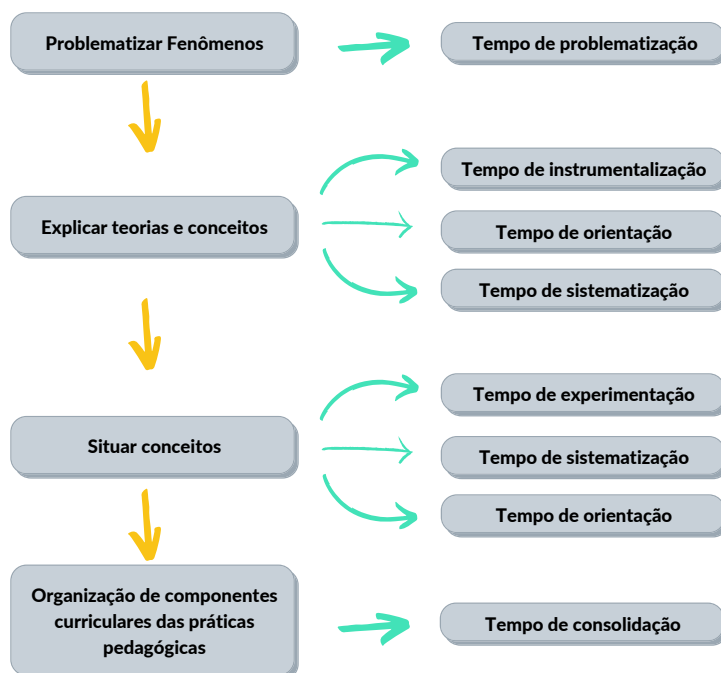 Problematizar Fenômenos
Tempo de problematização
Explicar teorias e conceitos
Tempo de instrumentalização
Tempo de orientação
Tempo de sistematização
Situar conceitos
Tempo de experimentação
Tempo de sistematização
Tempo de orientação
Organização de componentes
curriculares das práticas
pedagógicas
Tempo de consolidação